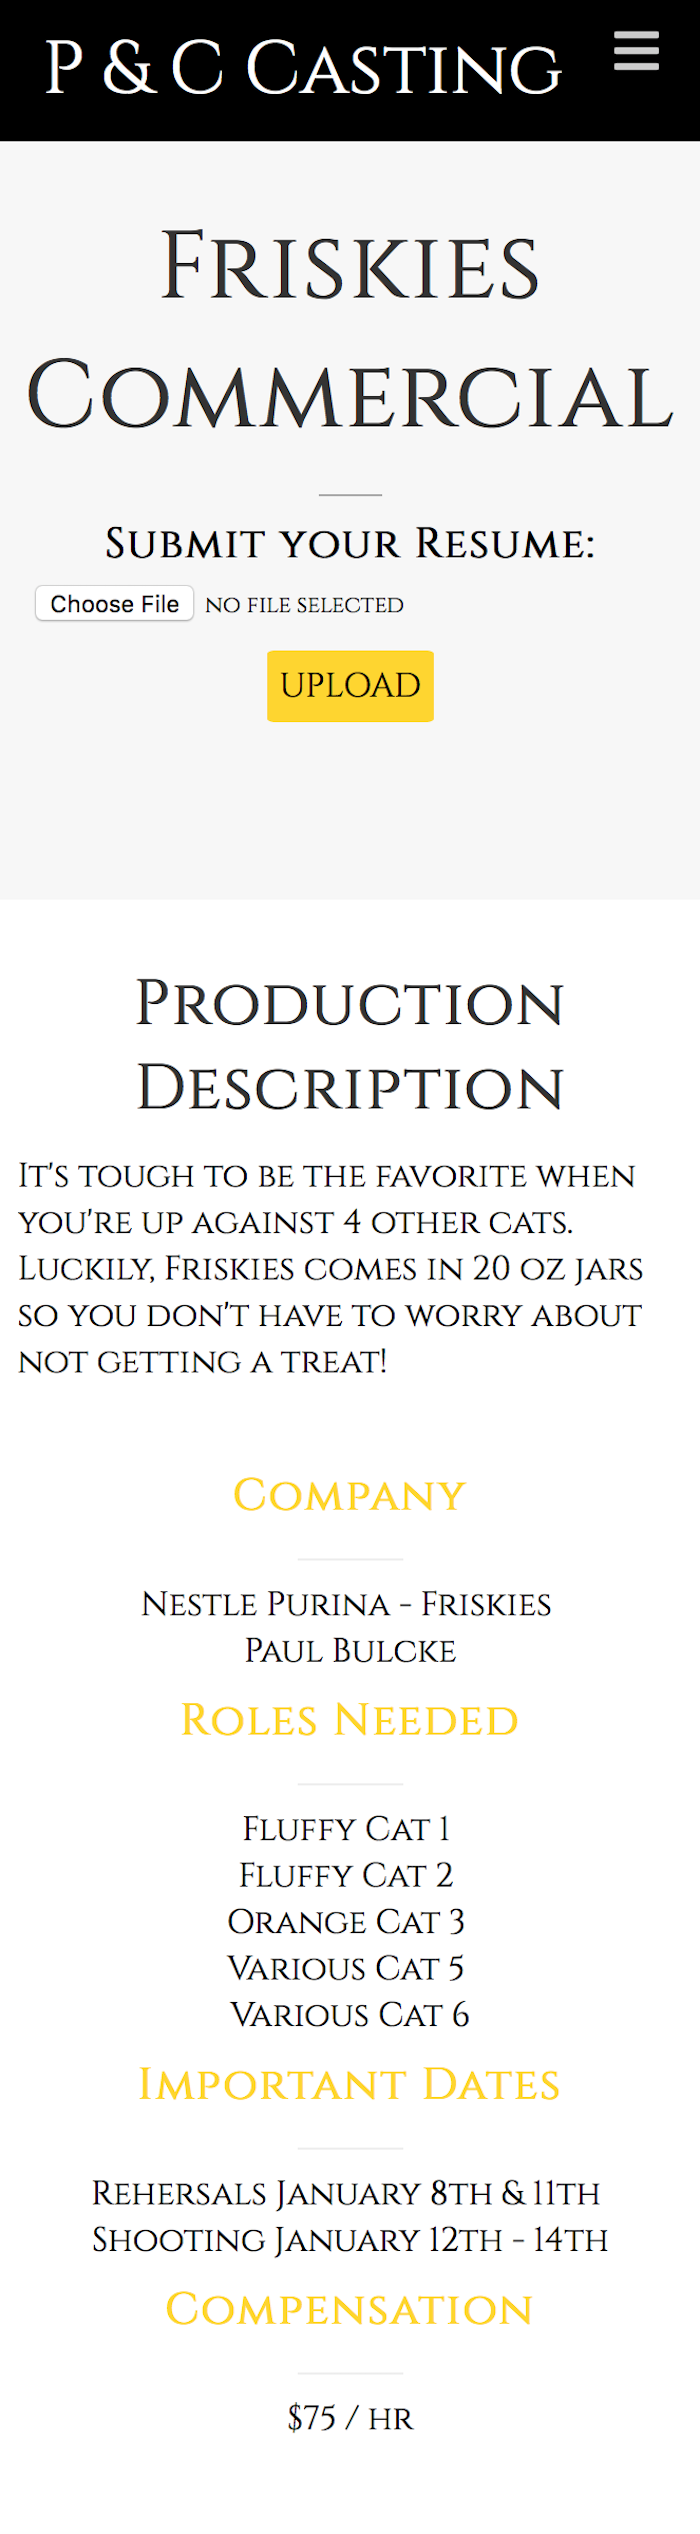 P & C Casting
Friskies
Commercial
Submit your Resume:
Choose File no file selected
UPLOAD
Production
Description
It's tough to be the favorite when
you're up against 4 other cats.
Luckily, Friskies comes in 20 oz jars
so you don't have to worry about
not getting a treat!
Company
Nestle Purina - Friskies
Paul Bulcke
Roles Needed
Fluffy Cat 1
Fluffy Cat 2
Orange Cat 3
Various Cat 5
Various Cat 6
Important Dates
Rehersals January 8th & 11th
Shooting January 12th - 14th
Compensation
$75 / hr